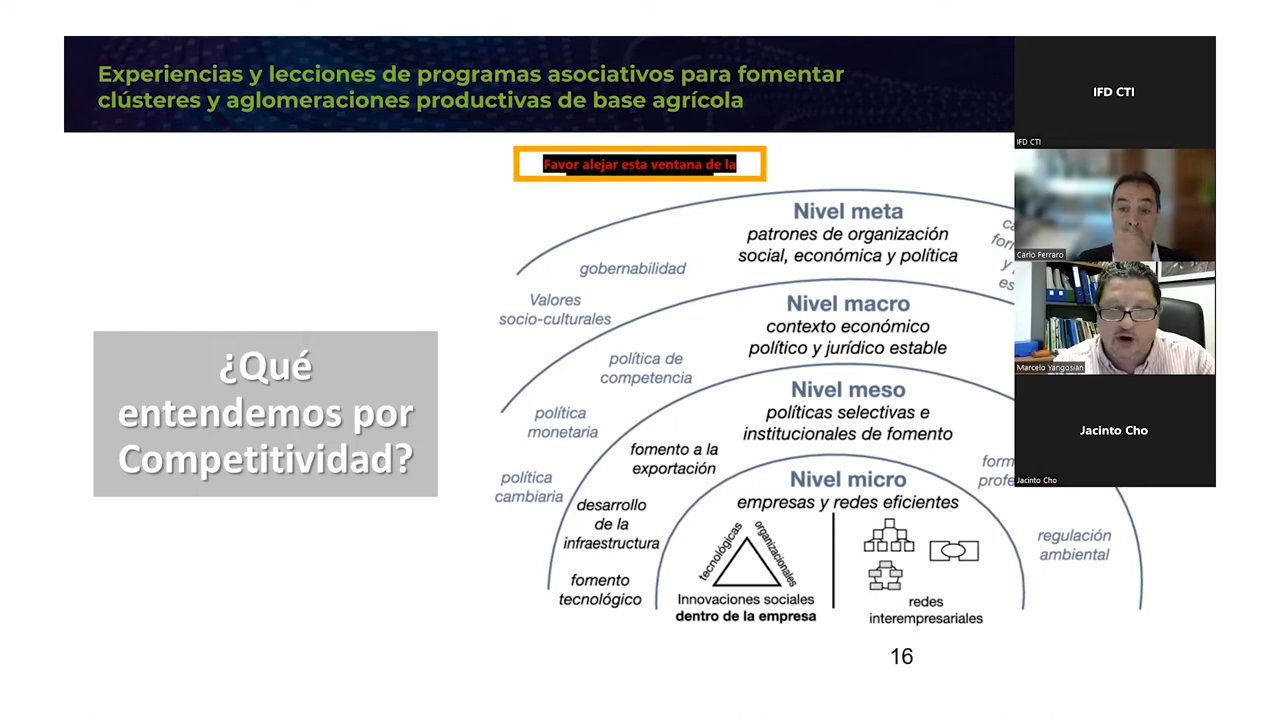 Experiencias y lecciones de programas asociativos para fomentar
clústeres y aglomeraciones productivas de base agrícola
IFD CTI
IFD CTI
Carlo Ferraro
Marcelo Yangosian
Jacinto Cho
Jacinto Cho
Favor alejar esta ventana de la
¿Qué
entendemos por
Competitividad?
Nivel meta
patrones de organización
social, económica y política
gobernabilidad
Valores
socio-culturales
Nivel macro
contexto económico
político y jurídico estable
política de
competencia
política
monetaria
política
cambiaria
Nivel meso
políticas selectivas e
institucionales de fomento
fomento a la
exportación
desarrollo
de la
infraestructura
fomento
tecnológico
regulación
ambiental
Nivel micro
empresas y redes eficientes
tecnológicas
organizacionales
Innovaciones sociales
dentro de la empresa
redes
interempresariales
16